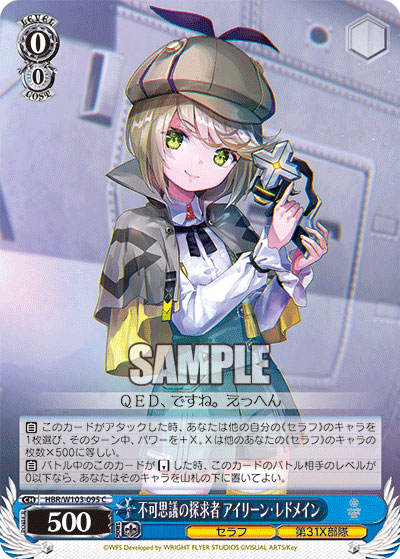 LEVEL
0
0
COST
SAMPLE
QED、ですね。えっへん
自 このカードがアタックした時、あなたは他の自分の《セラフ》のキャラを
1枚選び、そのターン中、パワーを＋X。Xは他のあなたの《セラフ》のキャラの
枚数×500に等しい。
自 バトル中のこのカードが した時、このカードのバトル相手のレベルが
0以下なら、あなたはそのキャラを山札の下に置いてよい。
CH HBR/W103-095 C
500
不可思議の探求者 アイリーン・レドメイン
セラフ
第31X部隊
©WFS Developed by WRIGHT FLYER STUDIOS ©VISUAL ARTS/Key